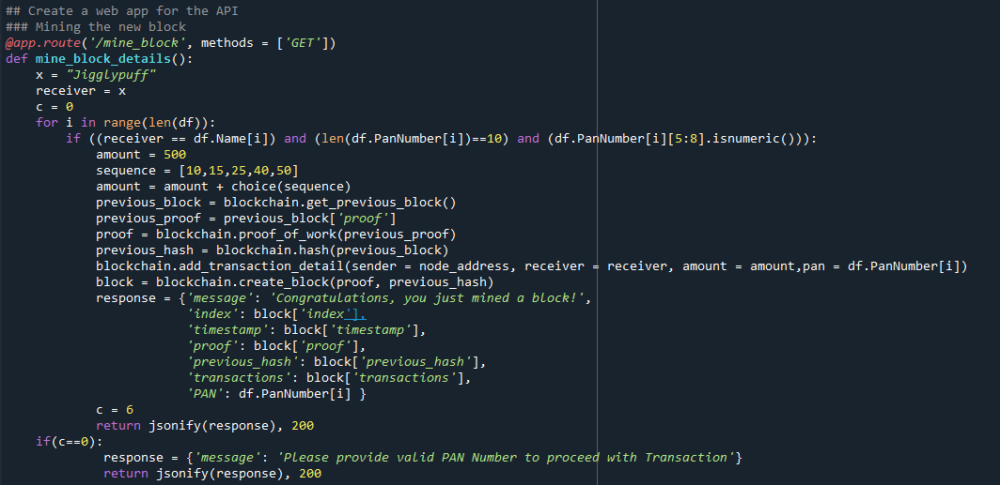 ## Create a web app for the API
### Mining the new block
@app.route('/mine_block', methods = ['GET'])
def mine_block_details():
    x = "Jigglypuff"
    receiver = x
    c = 0
    for i in range(len(df)):
        if ((receiver == df.Name[i]) and (len(df.PanNumber[i])==10) and (df.PanNumber[i][5:8].isnumeric())):
            amount = 500
            sequence = [10,15,25,40,50]
            amount = amount + choice(sequence)
            previous_block = blockchain.get_previous_block()
            previous_proof = previous_block['proof']
            proof = blockchain.proof_of_work(previous_proof)
            previous_hash = blockchain.hash(previous_block)
            blockchain.add_transaction_detail(sender = node_address, receiver = receiver, amount = amount,pan = df.PanNumber[i])
            block = blockchain.create_block(proof, previous_hash)
            response = {'message': 'Congratulations, you just mined a block!',
                        'index': block['index'],
                        'timestamp': block['timestamp'],
                        'proof': block['proof'],
                        'previous_hash': block['previous_hash'],
                        'transactions': block['transactions'],
                        'PAN': df.PanNumber[i] }
            c = 6
            return jsonify(response), 200
    if(c==0):
             response = {'message': 'Please provide valid PAN Number to proceed with Transaction'}
             return jsonify(response), 200